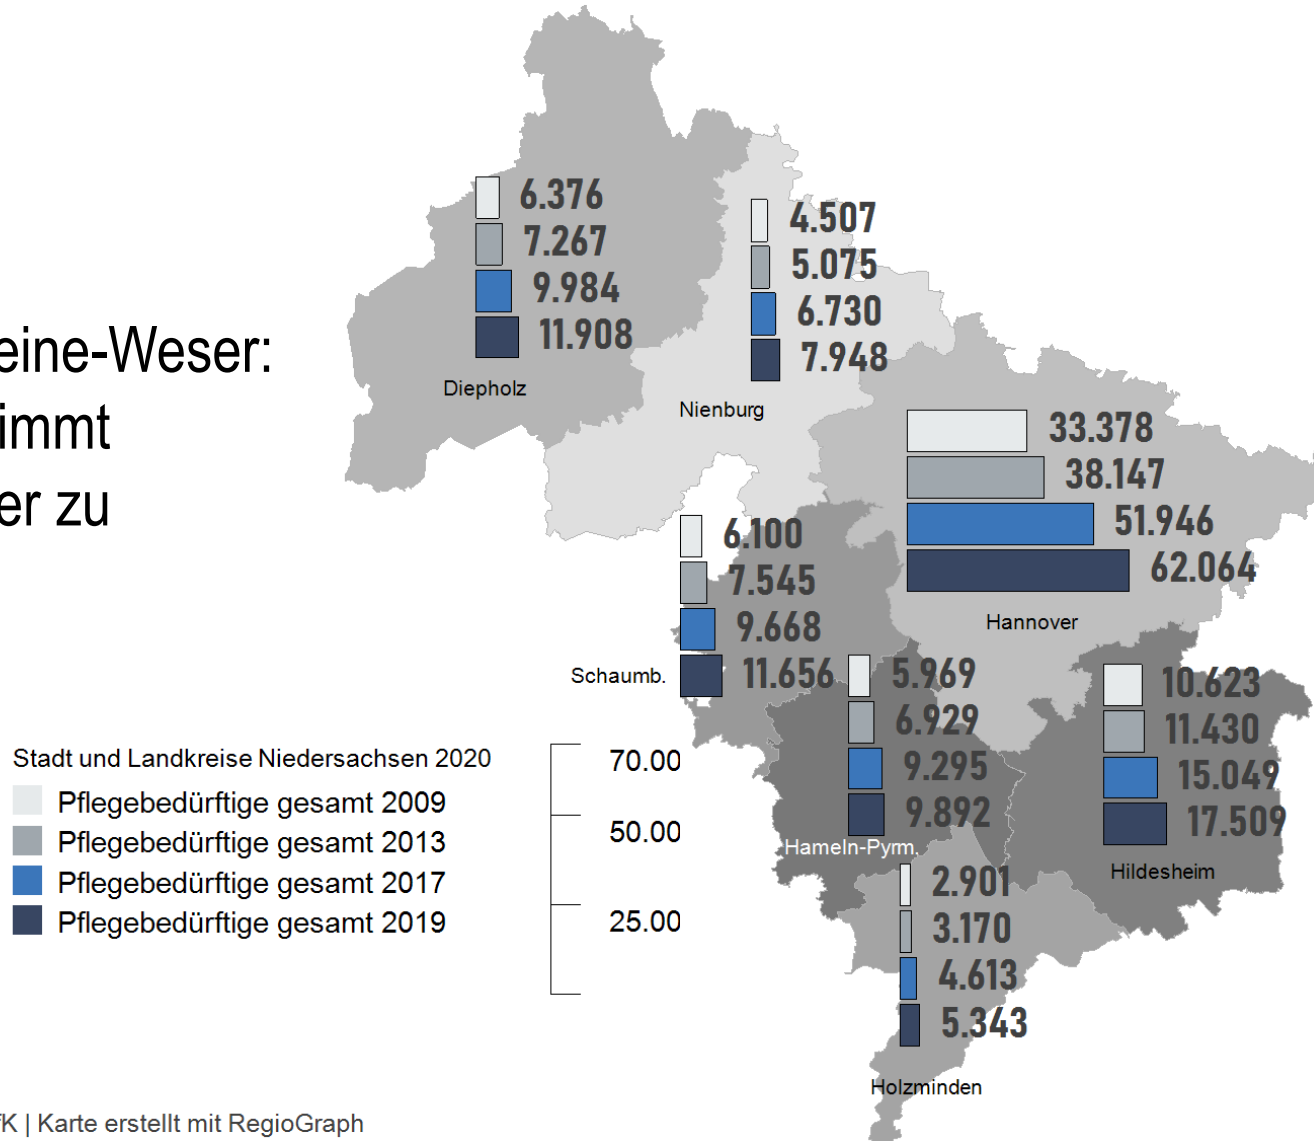 eine-Weser:
immt
er zu
6.376
7.267
9.984
11.908
Diepholz
4.507
5.075
6.730
7.948
Nienburg
33.378
38.147
51.946
62.064
Hannover
6.100
7.545
9.668
11.656
Schaumb.
5.969
6.929
9.295
9.892
Hameln-Pyrm.
10.623
11.430
15.049
17.509
Hildesheim
2.901
3.170
4.613
5.343
Holzminden
Stadt und Landkreise Niedersachsen 2020
Pflegebedürftige gesamt 2009
Pflegebedürftige gesamt 2013
Pflegebedürftige gesamt 2017
Pflegebedürftige gesamt 2019
70.00
50.00
25.00
fK | Karte erstellt mit RegioGraph